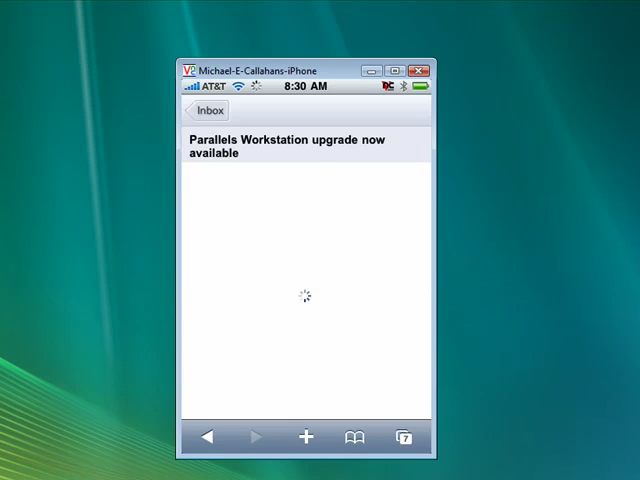 Michael-E-Callahans-iPhone
AT&T
8:30 AM
Inbox
Parallels Workstation upgrade now
available
7